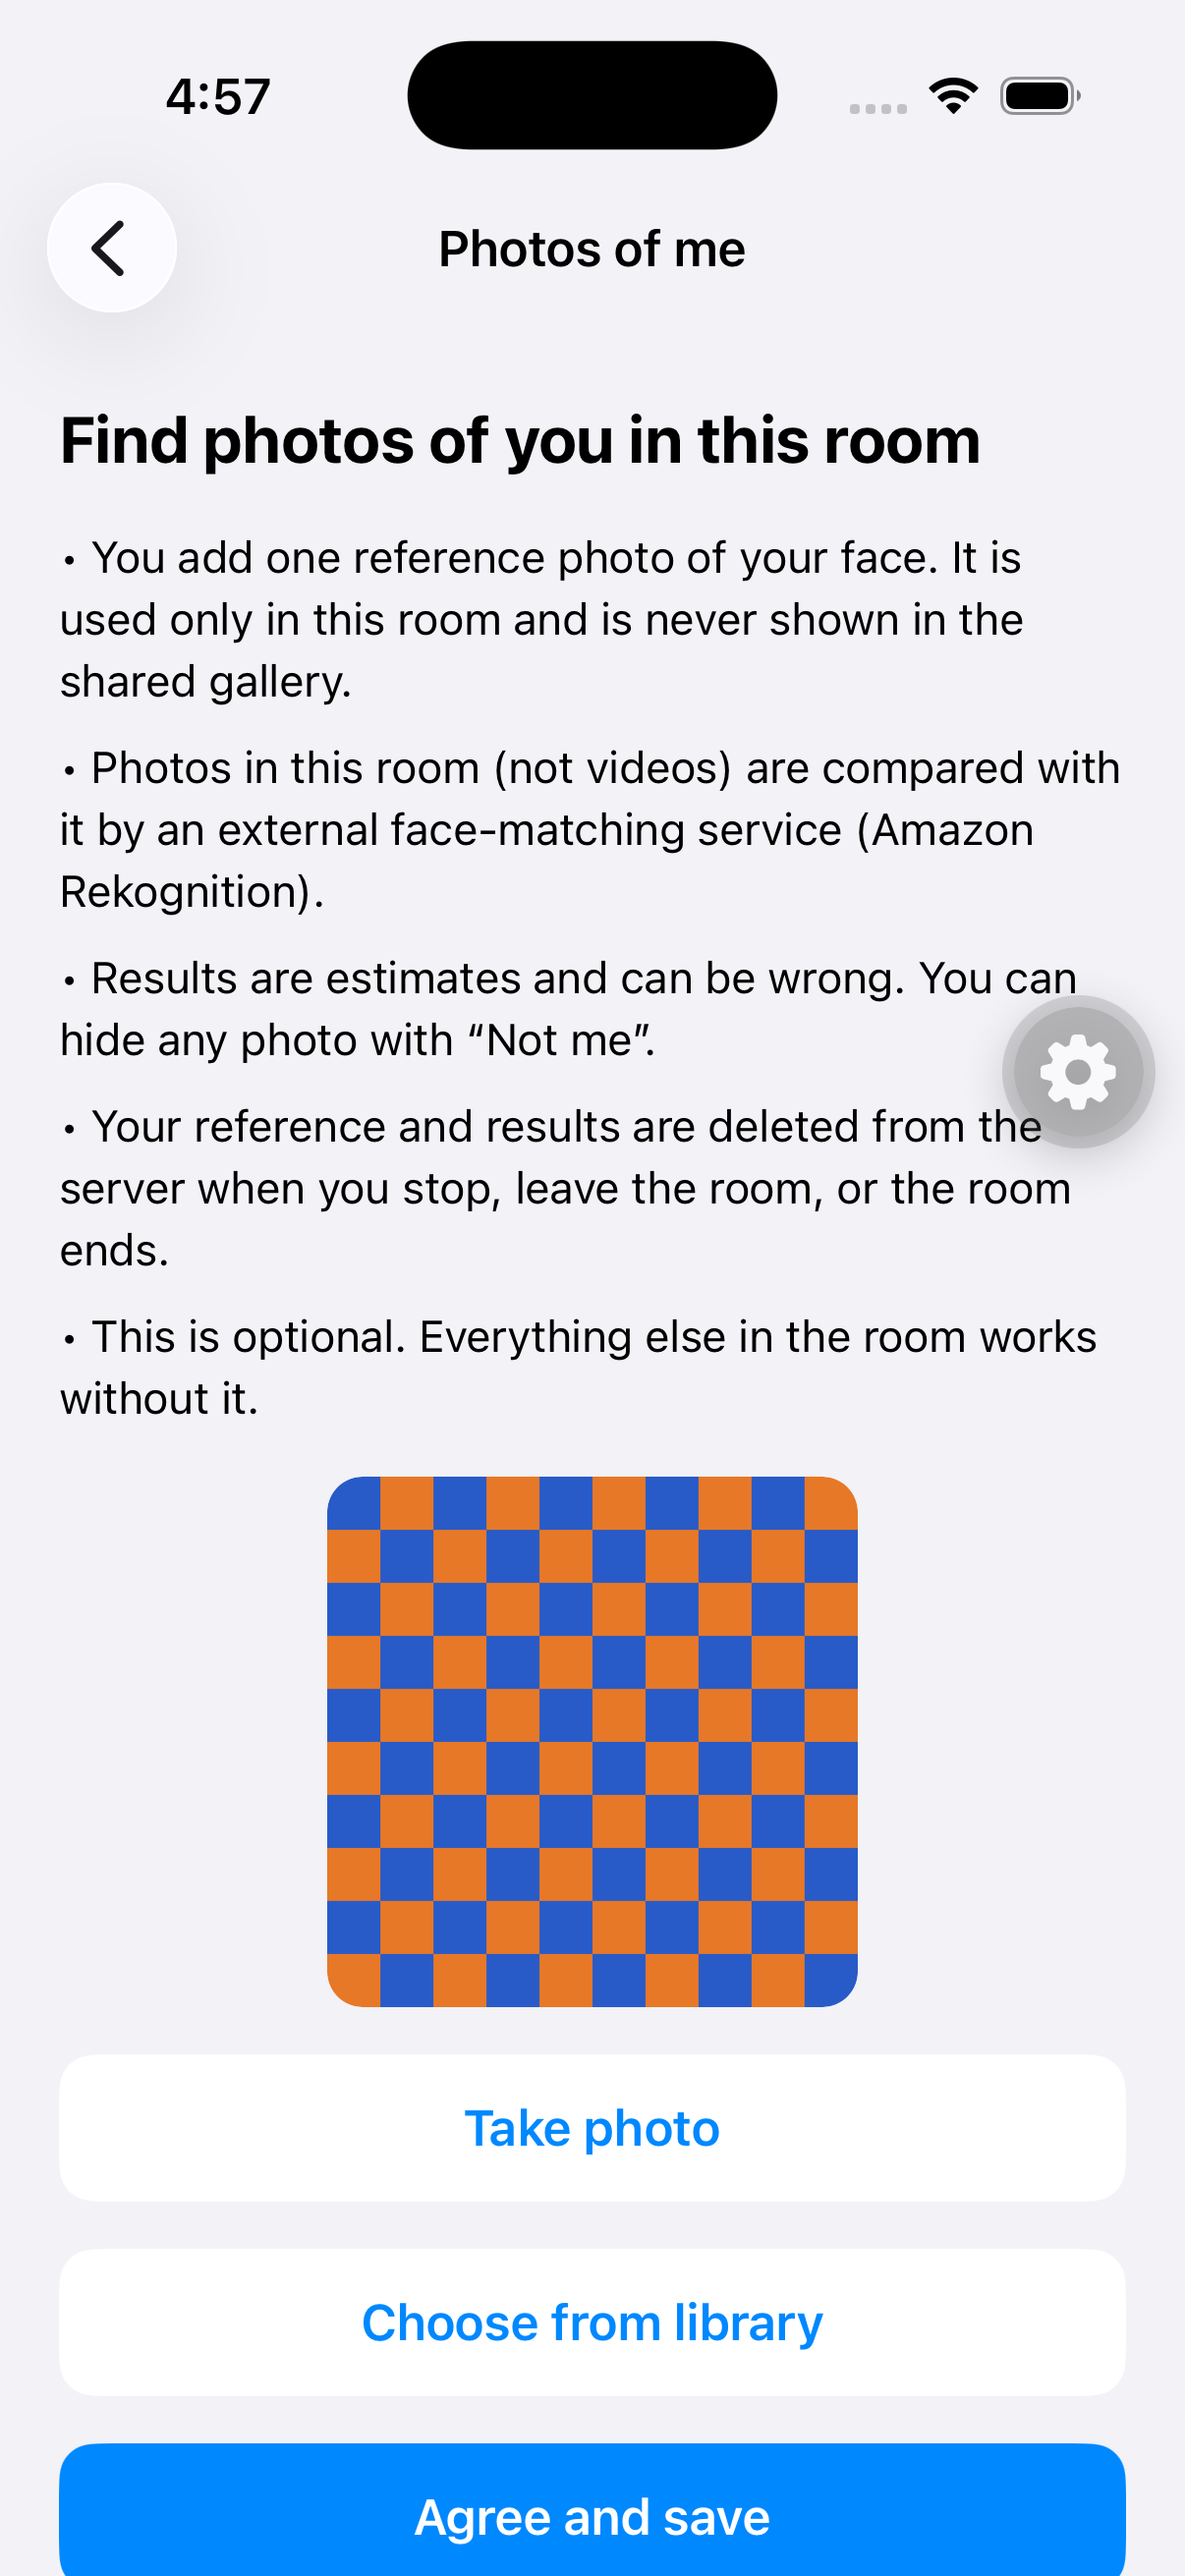 4:57
Photos of me
Find photos of you in this room
• You add one reference photo of your face. It is
used only in this room and is never shown in the
shared gallery.
• Photos in this room (not videos) are compared with
it by an external face-matching service (Amazon
Rekognition).
• Results are estimates and can be wrong. You can
hide any photo with “Not me”.
• Your reference and results are deleted from the
server when you stop, leave the room, or the room
ends.
• This is optional. Everything else in the room works
without it.
Take photo
Choose from library
Agree and save